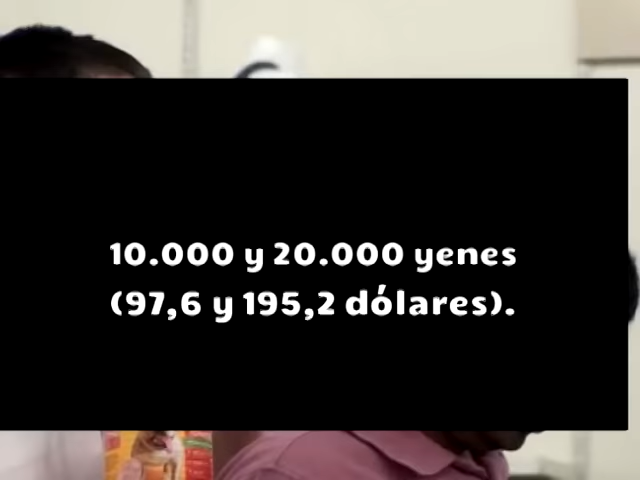 10.000 y 20.000 yenes
(97,6 y 195,2 dólares).